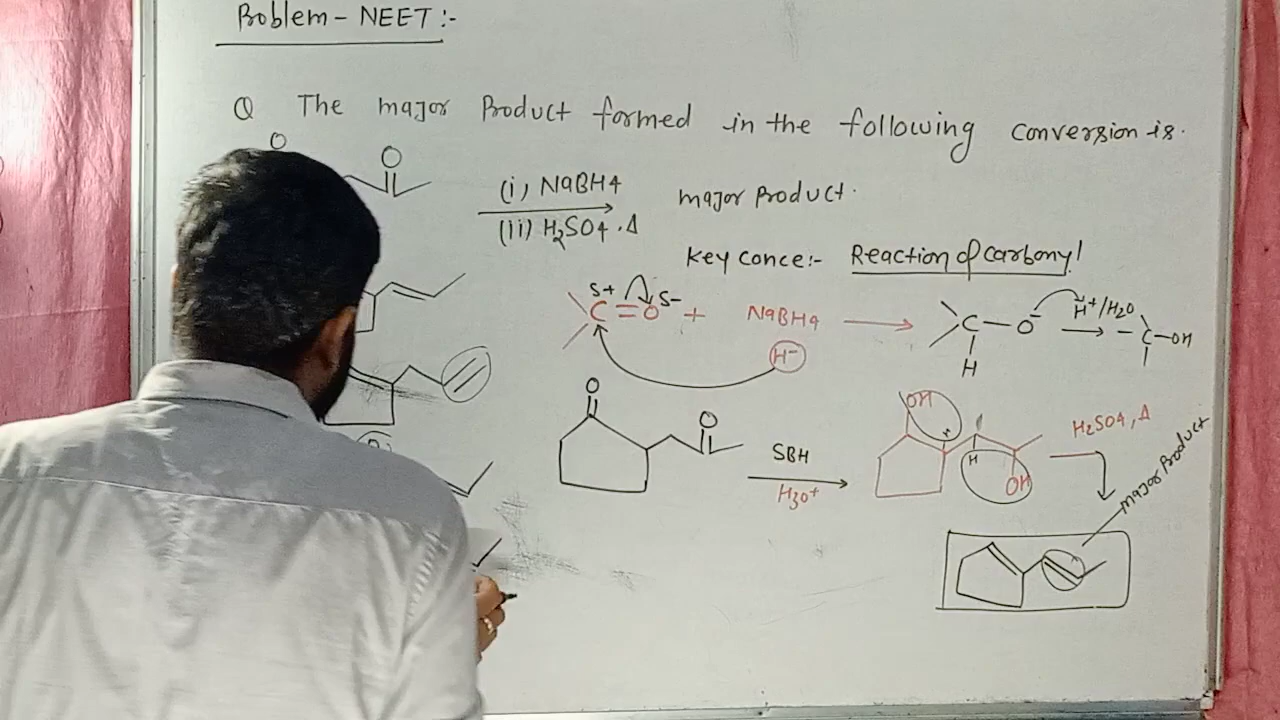 Problem - NEET :-
Q The major Product formed in the following conversion is.
O
O
(i) NaBH4
(ii) H2SO4 . Δ
major Product.
Key conce:- Reaction of carbonyl
C = O + NaBH4
δ+ δ-
H-
C - O-
H
H+/H2O
- C - OH
O
O
SBH
H3O+
OH
H
H
OH
H2SO4, Δ
major Product